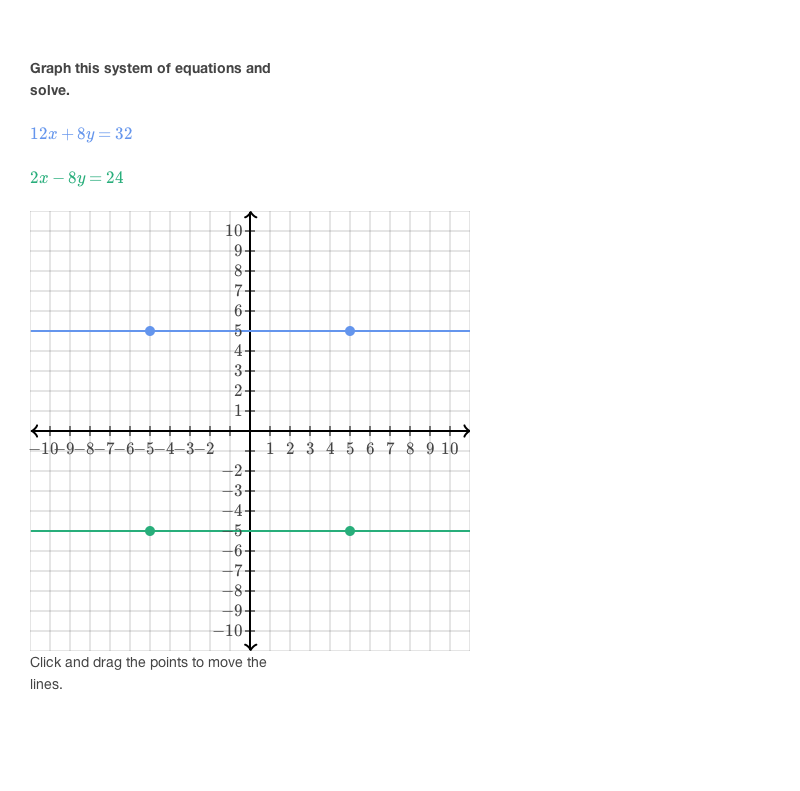 Graph this system of equations and
solve.
12x + 8y = 32
2x − 8y = 24
10
9
8
7
6
5
4
3
2
1
−10 −9 −8 −7 −6 −5 −4 −3 −2 1 2 3 4 5 6 7 8 9 10
−2
−3
−4
−5
−6
−7
−8
−9
−10
Click and drag the points to move the
lines.